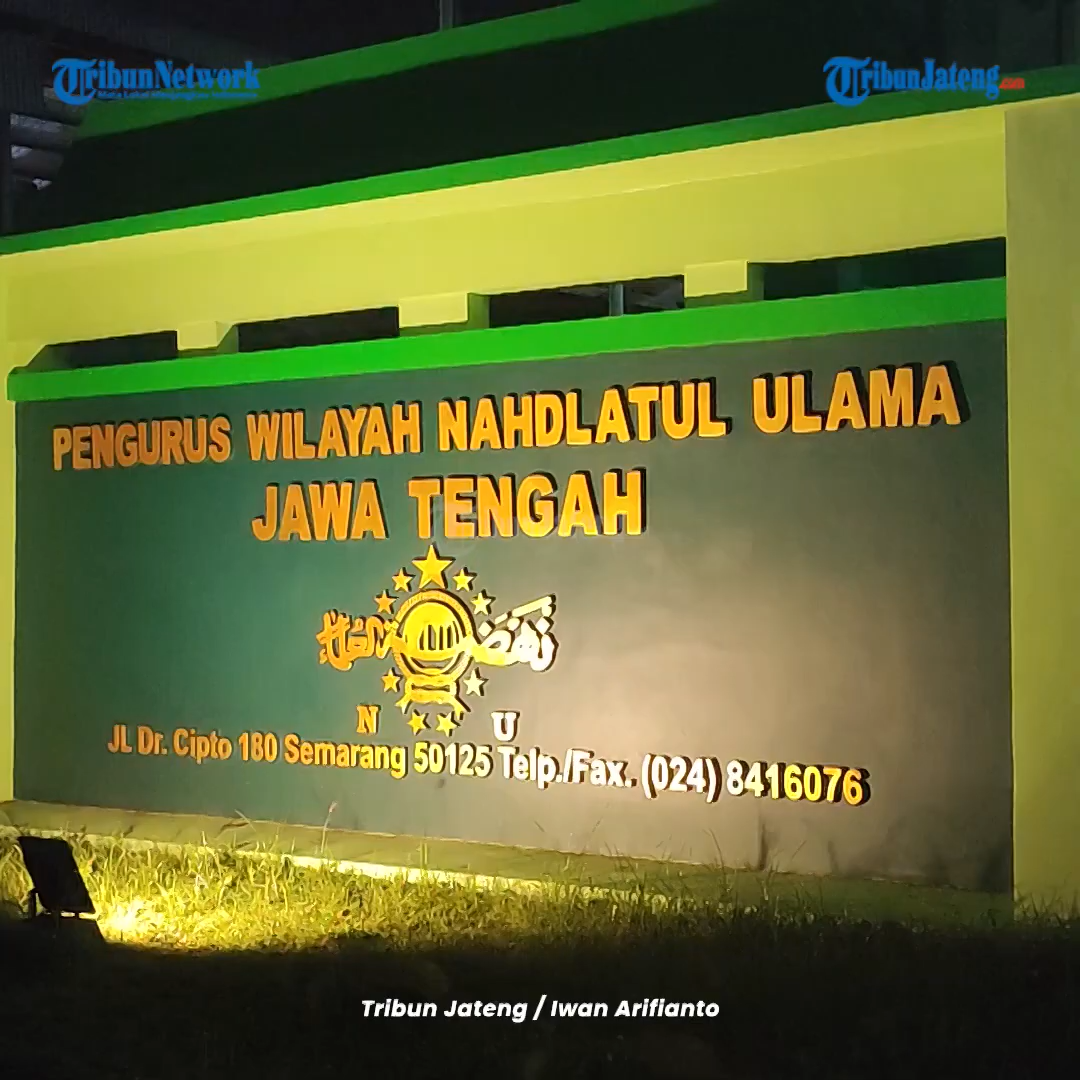 TribunNetwork
TribunJateng.com
PENGURUS WILAYAH NAHDLATUL ULAMA
JAWA TENGAH
N U
JL Dr. Cipto 180 Semarang 50125 Telp./Fax. (024) 8416076
Tribun Jateng / Iwan Arifianto